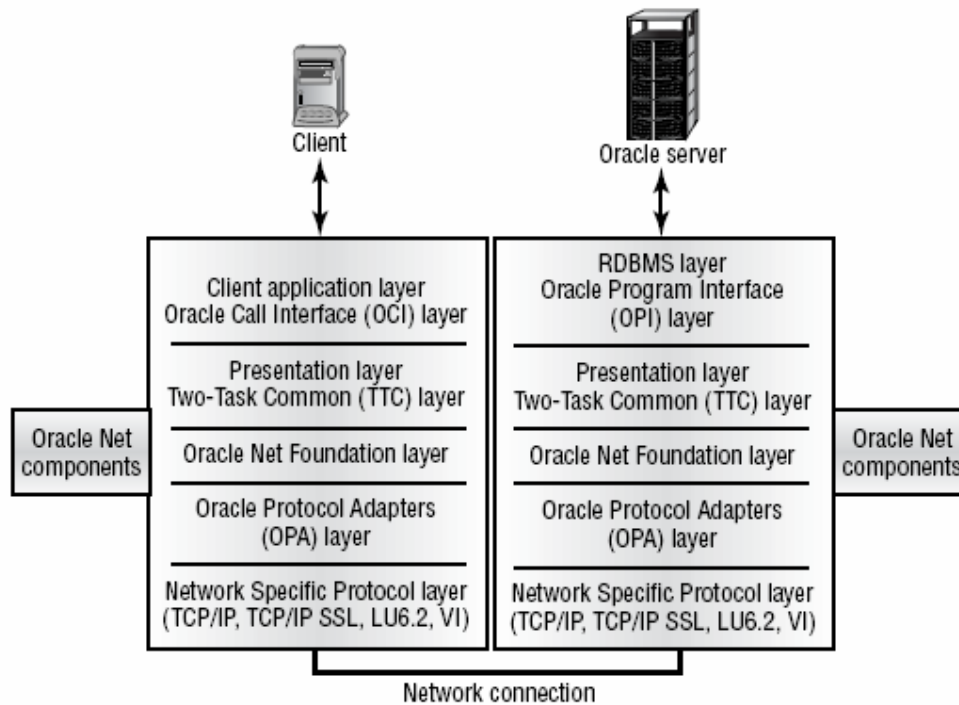 Client
Oracle server
Client application layer
Oracle Call Interface (OCI) layer
Presentation layer
Two-Task Common (TTC) layer
Oracle Net Foundation layer
Oracle Protocol Adapters
(OPA) layer
Network Specific Protocol layer
(TCP/IP, TCP/IP SSL, LU6.2, VI)
RDBMS layer
Oracle Program Interface
(OPI) layer
Presentation layer
Two-Task Common (TTC) layer
Oracle Net Foundation layer
Oracle Protocol Adapters
(OPA) layer
Network Specific Protocol layer
(TCP/IP, TCP/IP SSL, LU6.2, VI)
Oracle Net
components
Oracle Net
components
Network connection